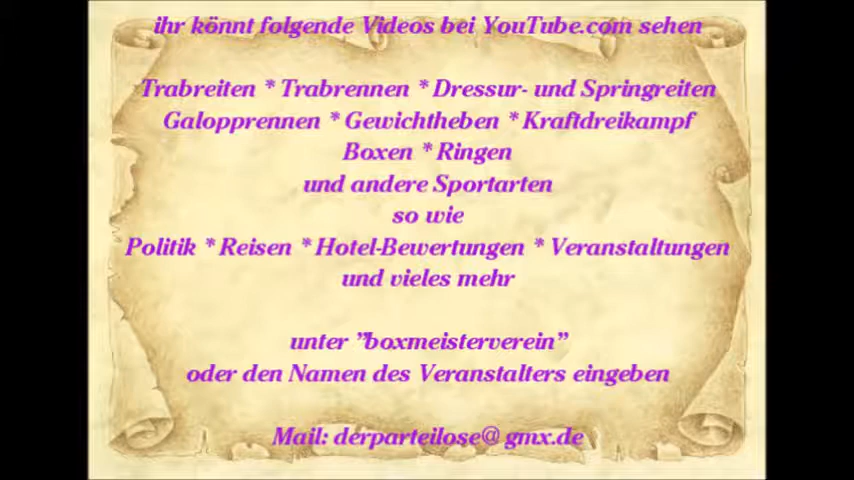 ihr könnt folgende Videos bei YouTube.com sehen
Trabreiten * Trabrennen * Dressur- und Springreiten
Galopprennen * Gewichtheben * Kraftdreikampf
Boxen * Ringen
und andere Sportarten
so wie
Politik * Reisen * Hotel-Bewertungen * Veranstaltungen
und vieles mehr
unter "boxmeisterverein"
oder den Namen des Veranstalters eingeben
Mail: derparteilose@gmx.de